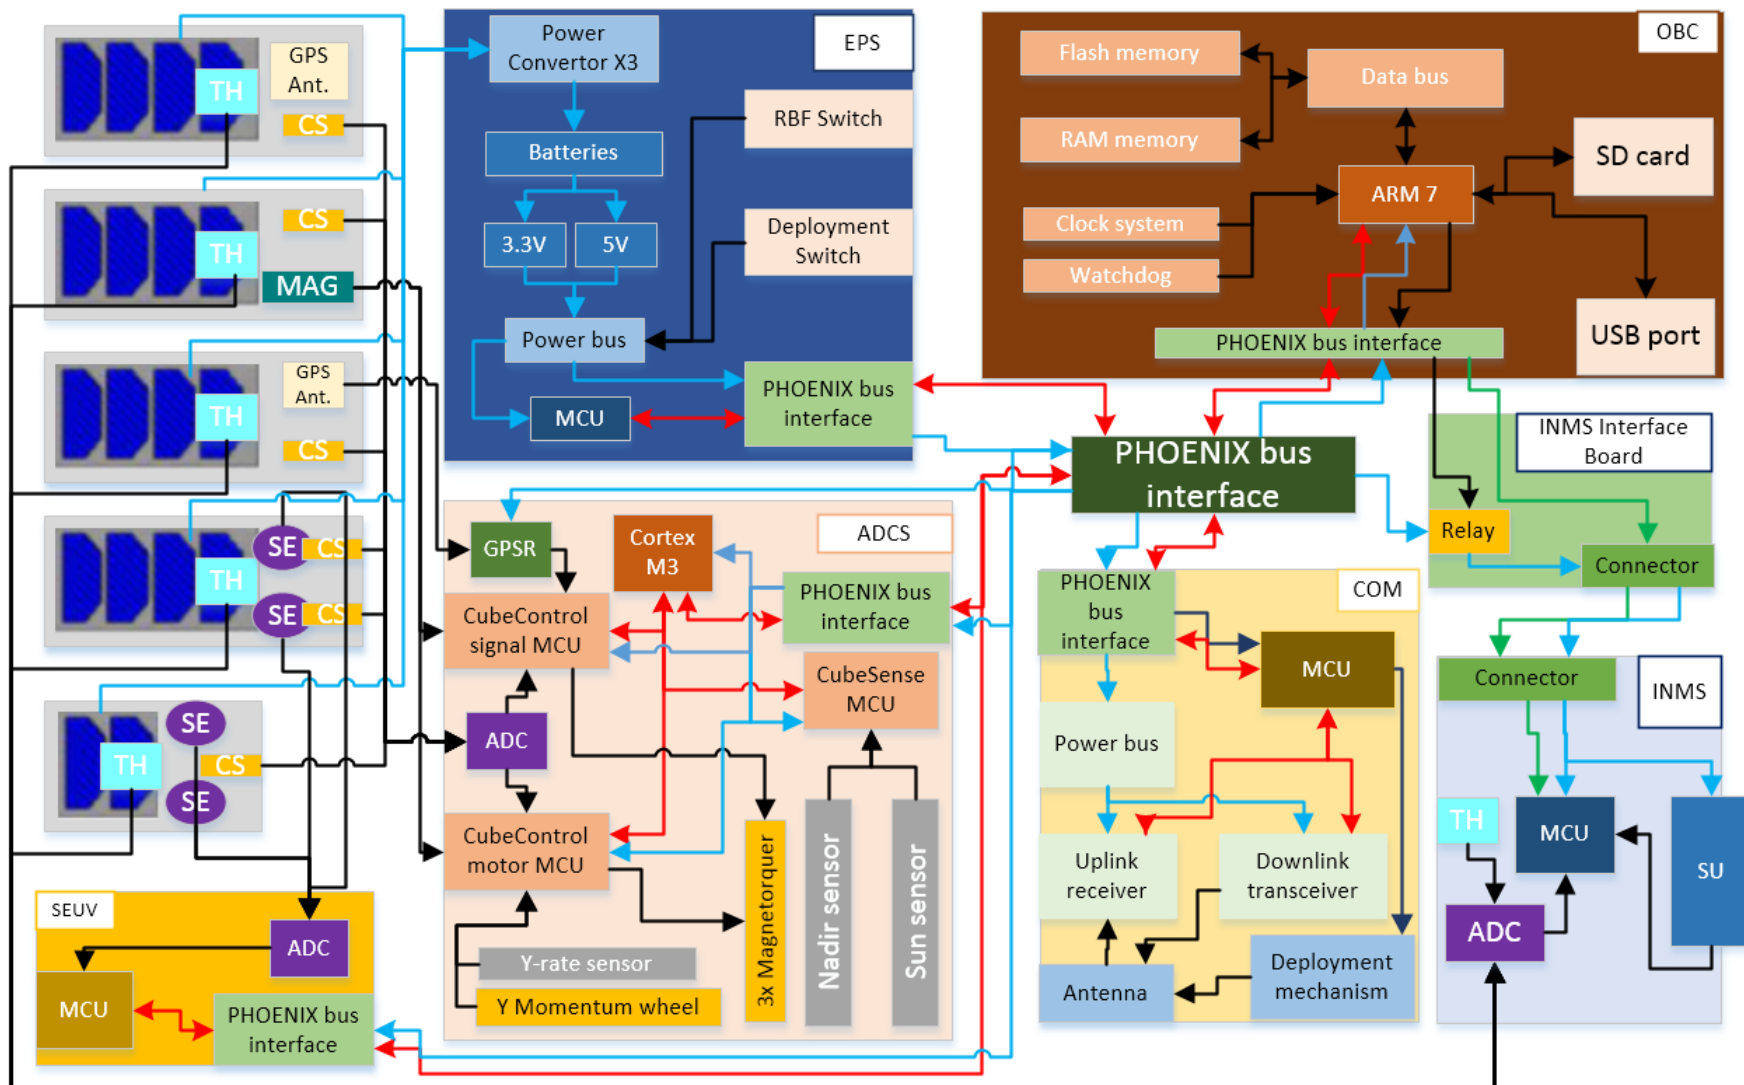 GPS
Ant.
TH
CS
CS
TH
MAG
GPS
Ant.
TH
CS
SE
CS
TH
SE
CS
SE
TH
CS
SE
SEUV
ADC
MCU
PHOENIX bus
interface
EPS
Power
Convertor X3
RBF Switch
Batteries
Deployment
Switch
3.3V
5V
Power bus
PHOENIX bus
interface
MCU
ADCS
GPSR
Cortex
M3
PHOENIX bus
interface
CubeControl
signal MCU
CubeSense
MCU
ADC
CubeControl
motor MCU
3x Magnetorquer
Nadir sensor
Sun sensor
Y-rate sensor
Y Momentum wheel
OBC
Flash memory
Data bus
RAM memory
SD card
ARM 7
Clock system
Watchdog
USB port
PHOENIX bus interface
PHOENIX bus
interface
INMS Interface
Board
Relay
Connector
COM
PHOENIX
bus
interface
MCU
Power bus
Uplink
receiver
Downlink
transceiver
Antenna
Deployment
mechanism
Connector
INMS
TH
MCU
SU
ADC